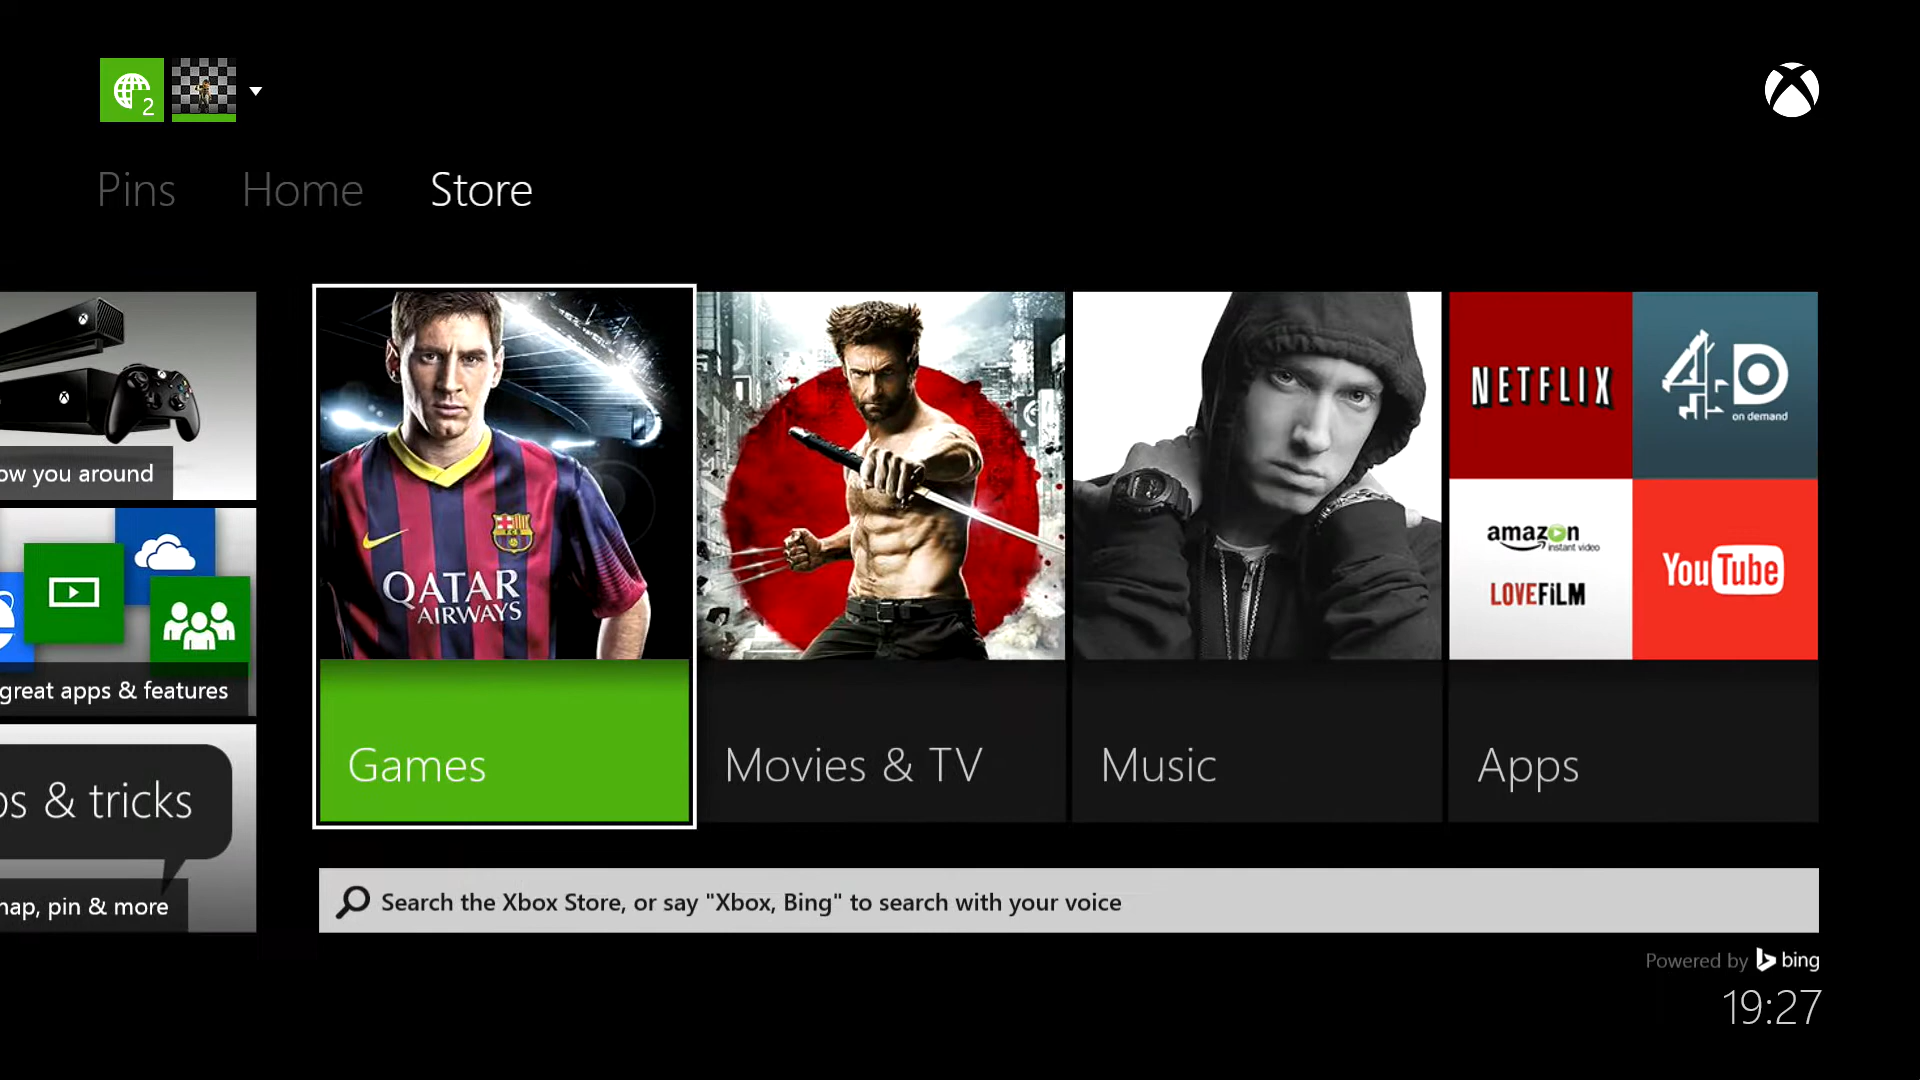 2
Pins Home Store
ow you around
great apps & features
& tricks
pin & more
QATAR
AIRWAYS
FCB
Games
Movies & TV
Music
NETFLIX
4oD
on demand
amazon
instant video
LOVEFiLM
YouTube
Apps
Search the Xbox Store, or say "Xbox, Bing" to search with your voice
Powered by bing
19:27